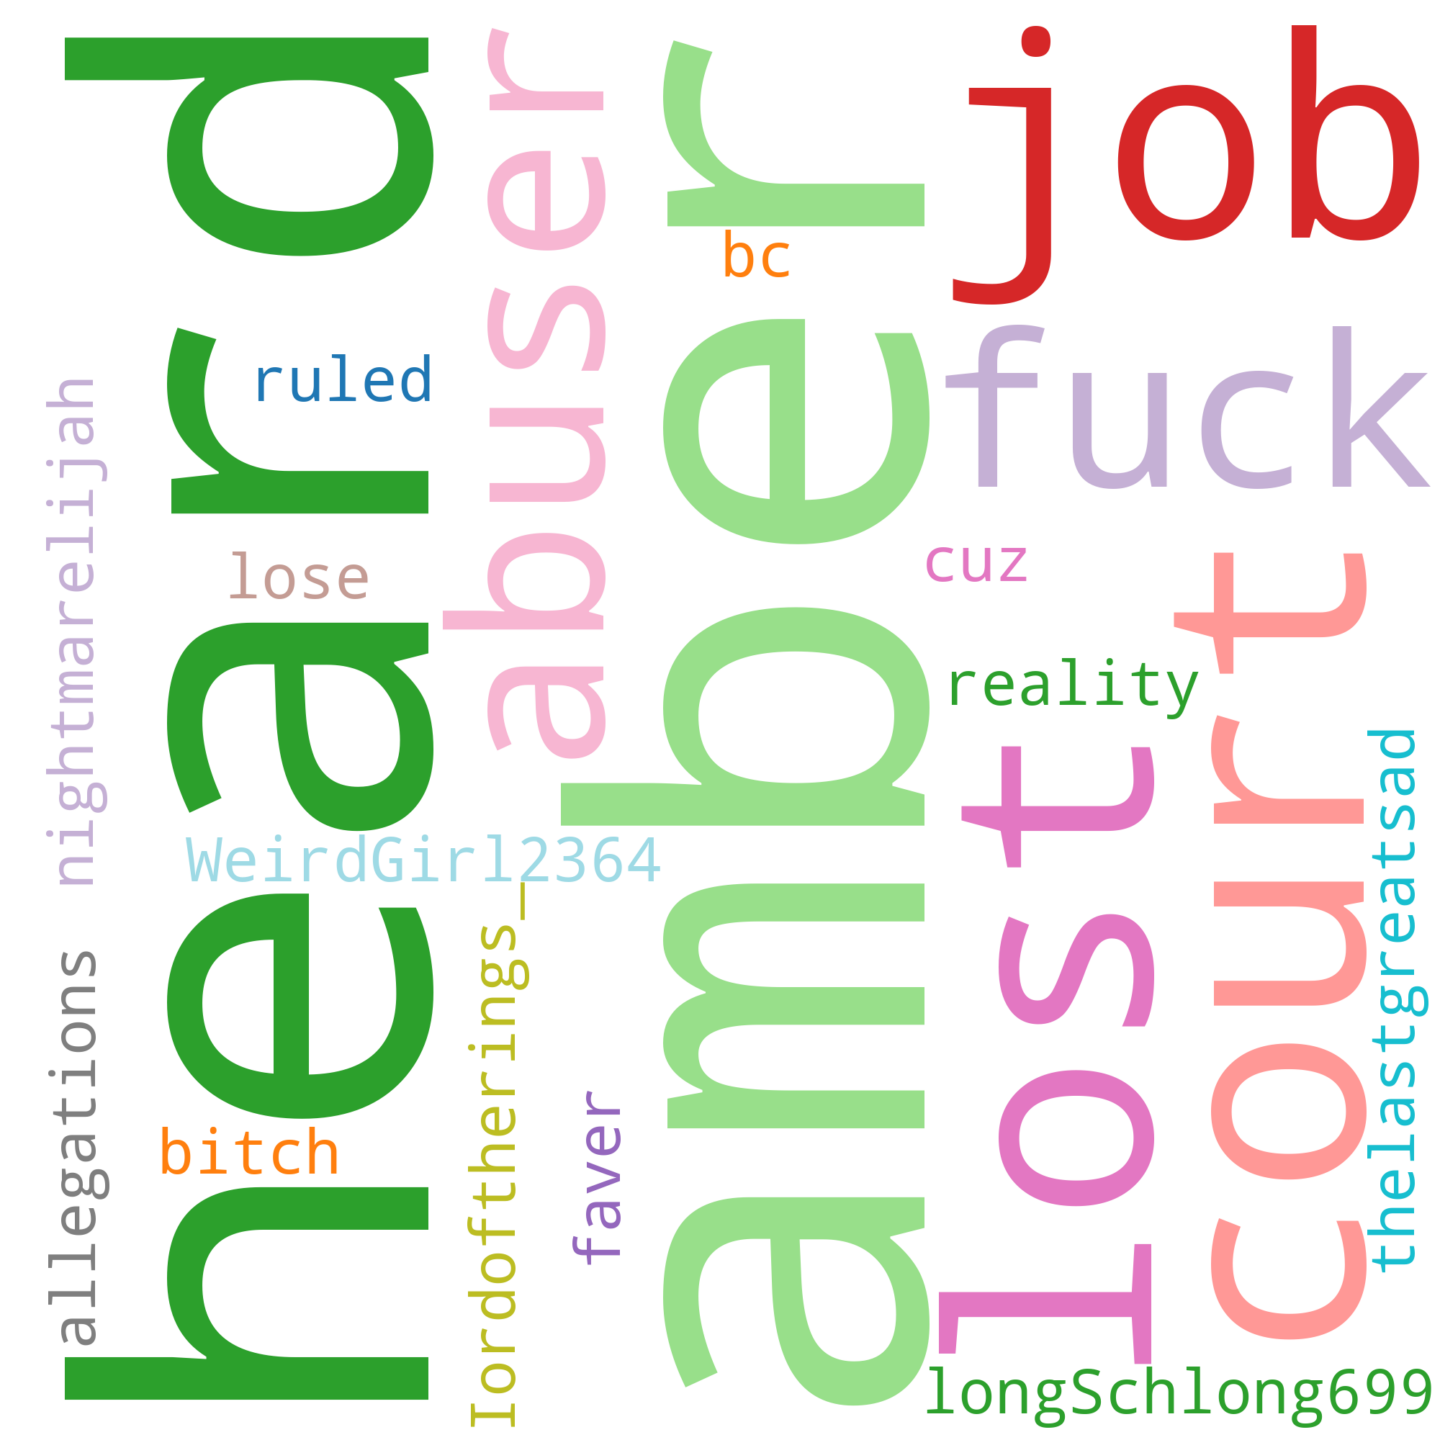 heard
abuser
amber
job
bc
fuck
ruled
nightmarelijah
lose
cuz
court
reality
lost
thelastgreatsad
WeirdGirl2364
Iordoftherings_
allegations
faver
bitch
longSchlong699